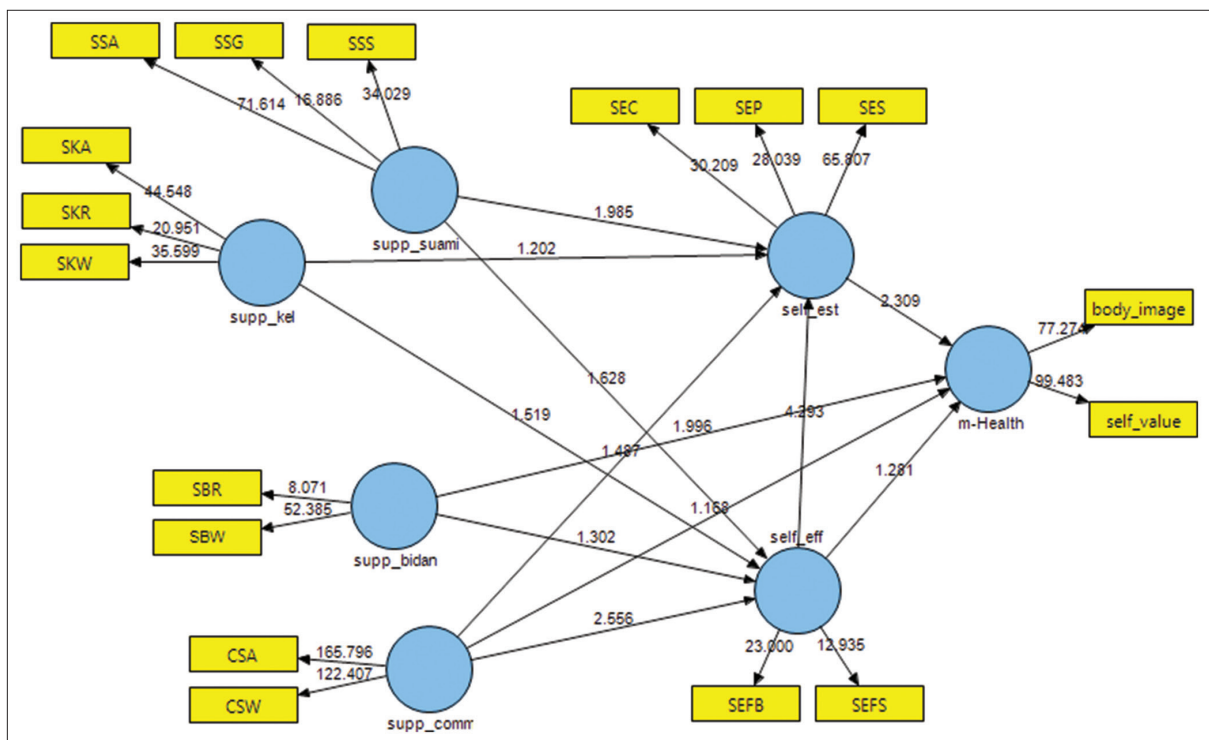 SSA
SSG
SSS
71.614
16.886
34.029
SEC
SEP
SES
30.209
28.039
65.807
SKA
44.548
SKR
20.951
SKW
35.599
supp_suami
supp_kel
1.985
1.202
self_est
2.309
body_image
77.274
99.483
self_value
m-Health
1.628
1.519
1.996
4.293
1.487
1.281
1.168
SBR
8.071
SBW
52.385
supp_bidan
1.302
self_eff
2.556
CSA
165.796
CSW
122.407
supp_comm
23.000
12.935
SEFB
SEFS